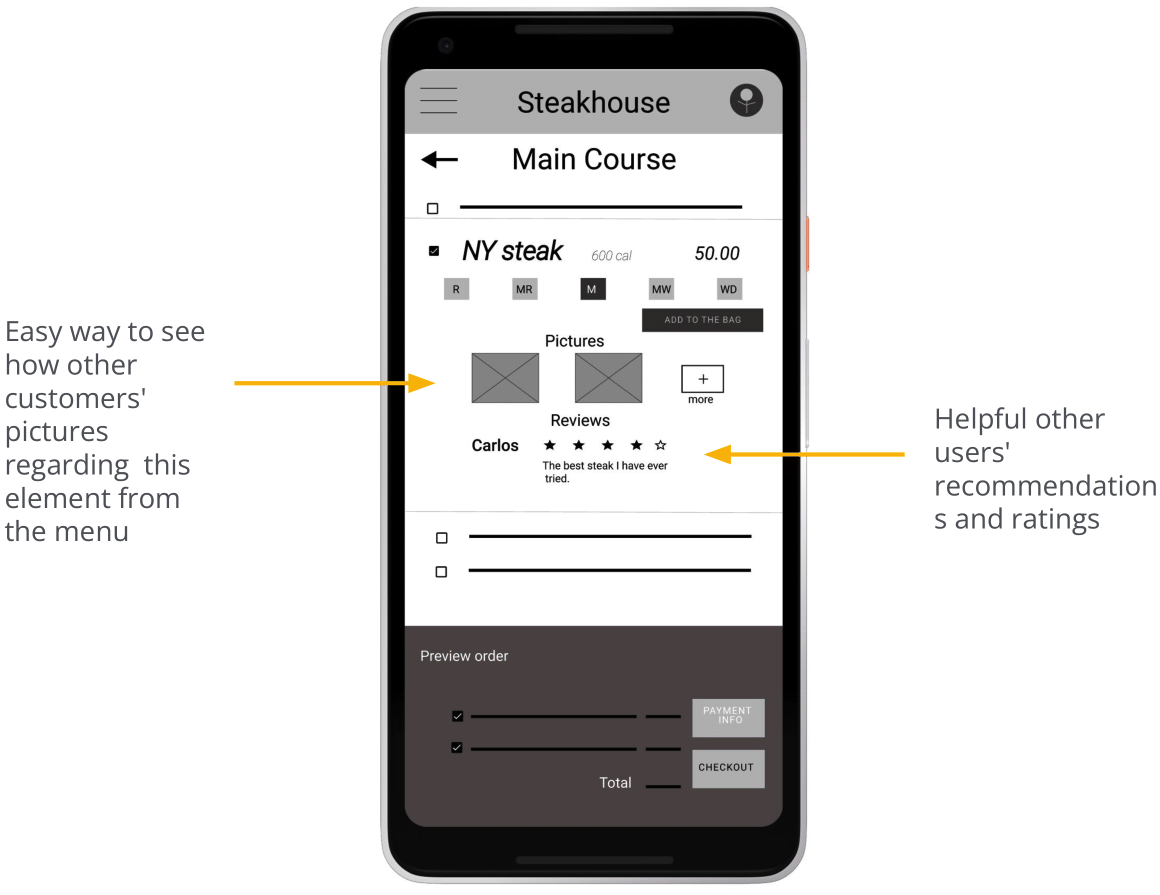 Steakhouse
Main Course
NY steak 600 cal 50.00
R MR M MW WD
ADD TO THE BAG
Pictures
+
more
Reviews
Carlos
The best steak I have ever
tried.
Preview order
PAYMENT
INFO
CHECKOUT
Total
Easy way to see
how other
customers'
pictures
regarding this
element from
the menu
Helpful other
users'
recommendation
s and ratings